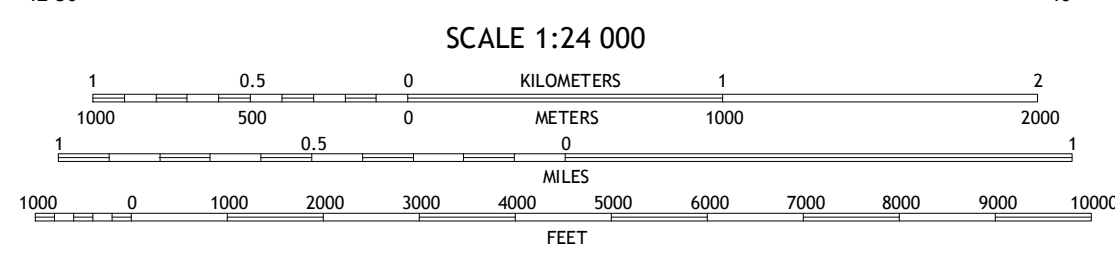 SCALE 1:24 000
1 0.5 0 KILOMETERS 1 2
1000 500 0 METERS 1000 2000
1 0.5 0 1
MILES
1000 0 1000 2000 3000 4000 5000 6000 7000 8000 9000 10000
FEET